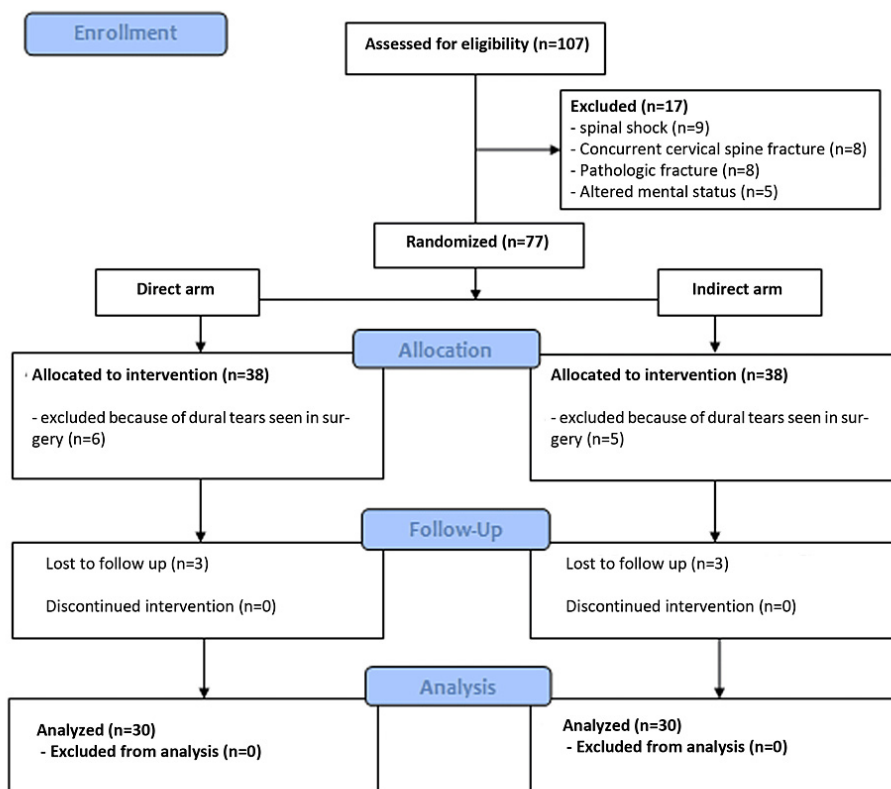 Enrollment
Assessed for eligibility (n=107)
Excluded (n=17)
- spinal shock (n=9)
- Concurrent cervical spine fracture (n=8)
- Pathologic fracture (n=8)
- Altered mental status (n=5)
Randomized (n=77)
Direct arm
Indirect arm
Allocation
Allocated to intervention (n=38)
- excluded because of dural tears seen in sur-
gery (n=6)
Allocated to intervention (n=38)
- excluded because of dural tears seen in sur-
gery (n=5)
Follow-Up
Lost to follow up (n=3)
Discontinued intervention (n=0)
Lost to follow up (n=3)
Discontinued intervention (n=0)
Analysis
Analyzed (n=30)
- Excluded from analysis (n=0)
Analyzed (n=30)
- Excluded from analysis (n=0)